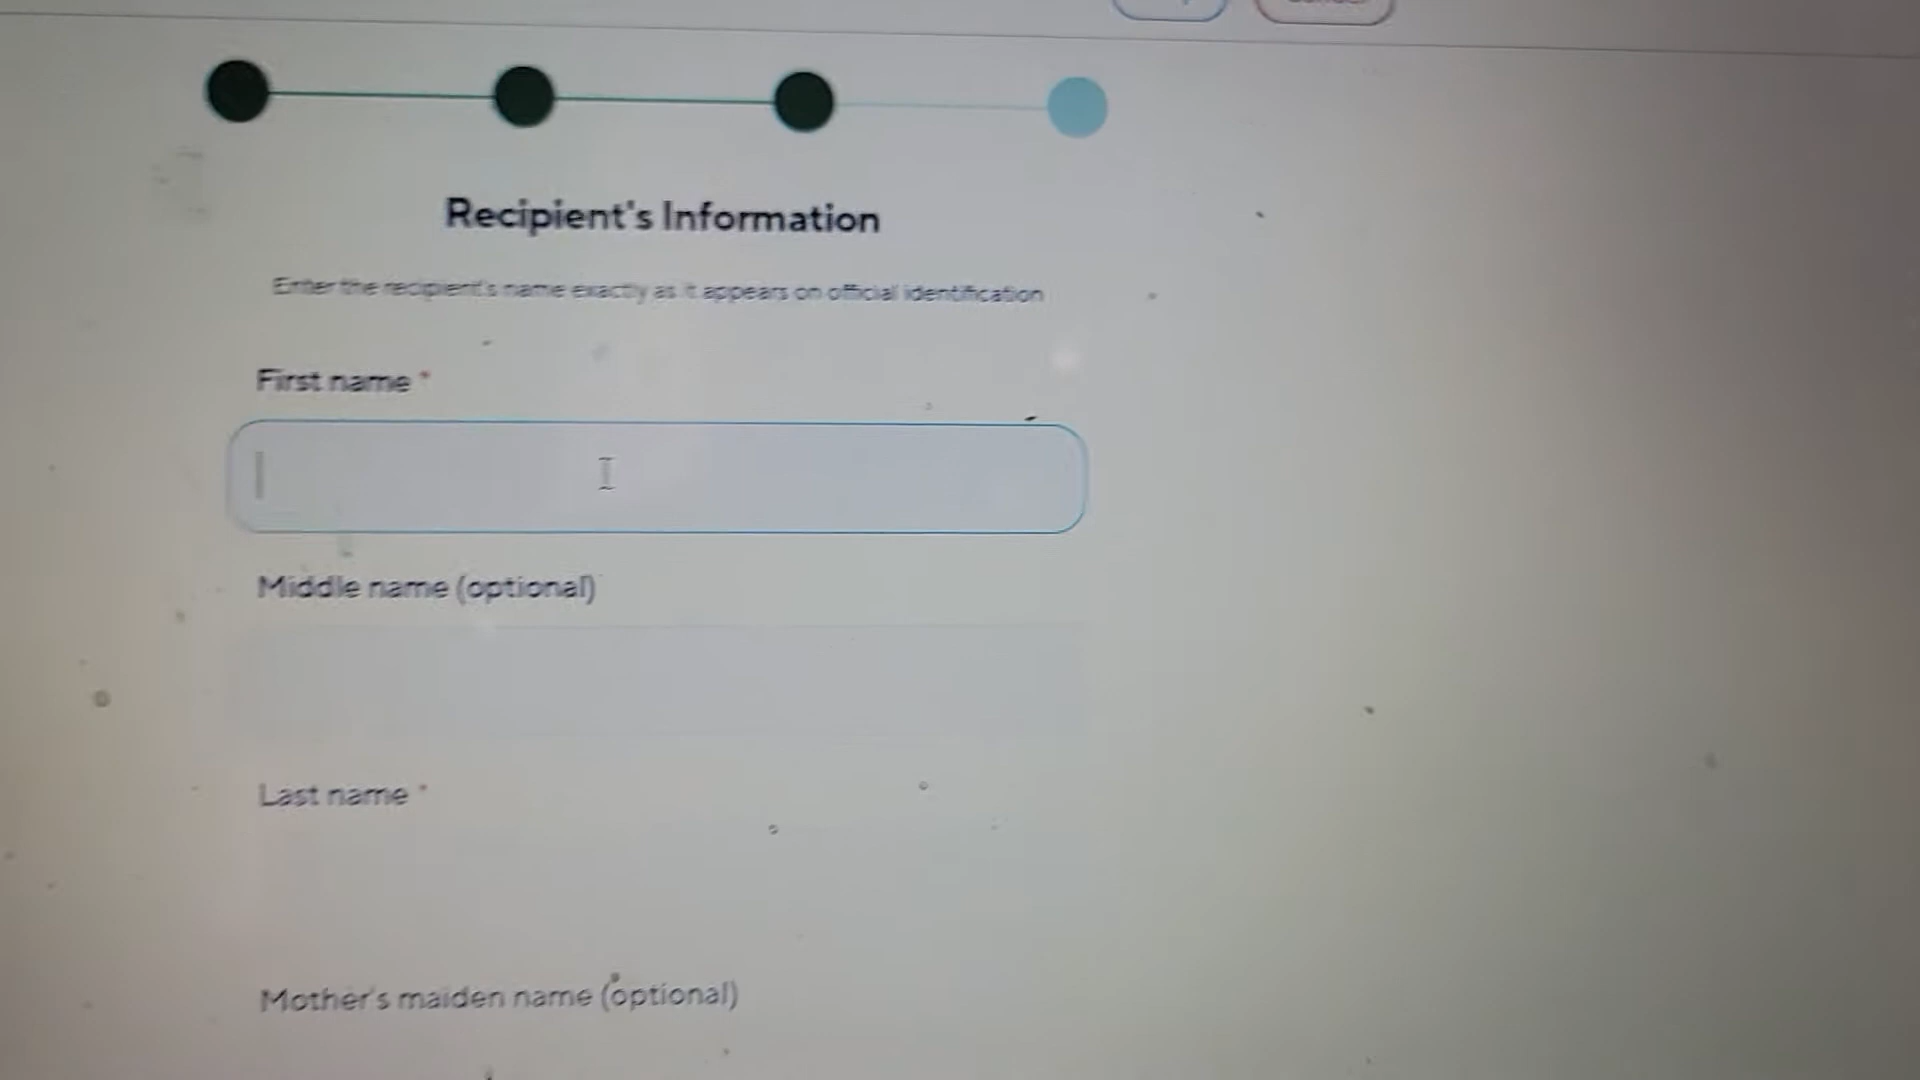 Recipient's Information
Enter the recipient's name exactly as it appears on official identification
First name *
Middle name (optional)
Last name *
Mother's maiden name (optional)